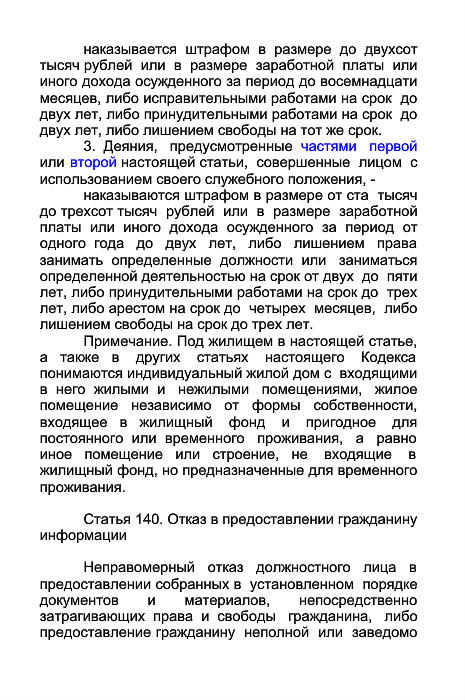 наказывается штрафом в размере до двухсот
тысяч рублей или в размере заработной платы или
иного дохода осужденного за период до восемнадцати
месяцев, либо исправительными работами на срок до
двух лет, либо принудительными работами на срок до
двух лет, либо лишением свободы на тот же срок.
3. Деяния, предусмотренные частями первой
или второй настоящей статьи, совершенные лицом с
использованием своего служебного положения, -
наказываются штрафом в размере от ста тысяч
до трехсот тысяч рублей или в размере заработной
платы или иного дохода осужденного за период от
одного года до двух лет, либо лишением права
занимать определенные должности или заниматься
определенной деятельностью на срок от двух до пяти
лет, либо принудительными работами на срок до трех
лет, либо арестом на срок до четырех месяцев, либо
лишением свободы на срок до трех лет.
Примечание. Под жилищем в настоящей статье,
а также в других статьях настоящего Кодекса
понимаются индивидуальный жилой дом с входящими
в него жилыми и нежилыми помещениями, жилое
помещение независимо от формы собственности,
входящее в жилищный фонд и пригодное для
постоянного или временного проживания, а равно
иное помещение или строение, не входящие в
жилищный фонд, но предназначенные для временного
проживания.
Статья 140. Отказ в предоставлении гражданину
информации
Неправомерный отказ должностного лица в
предоставлении собранных в установленном порядке
документов и материалов, непосредственно
затрагивающих права и свободы гражданина, либо
предоставление гражданину неполной или заведомо